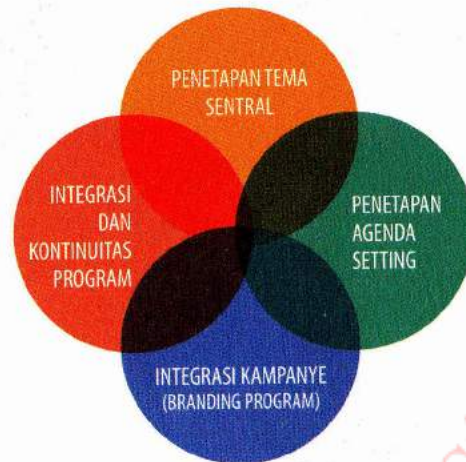 PENETAPAN TEMA
SENTRAL
INTEGRASI
DAN
KONTINUITAS
PROGRAM
PENETAPAN
AGENDA
SETTING
INTEGRASI KAMPANYE
(BRANDING PROGRAM)